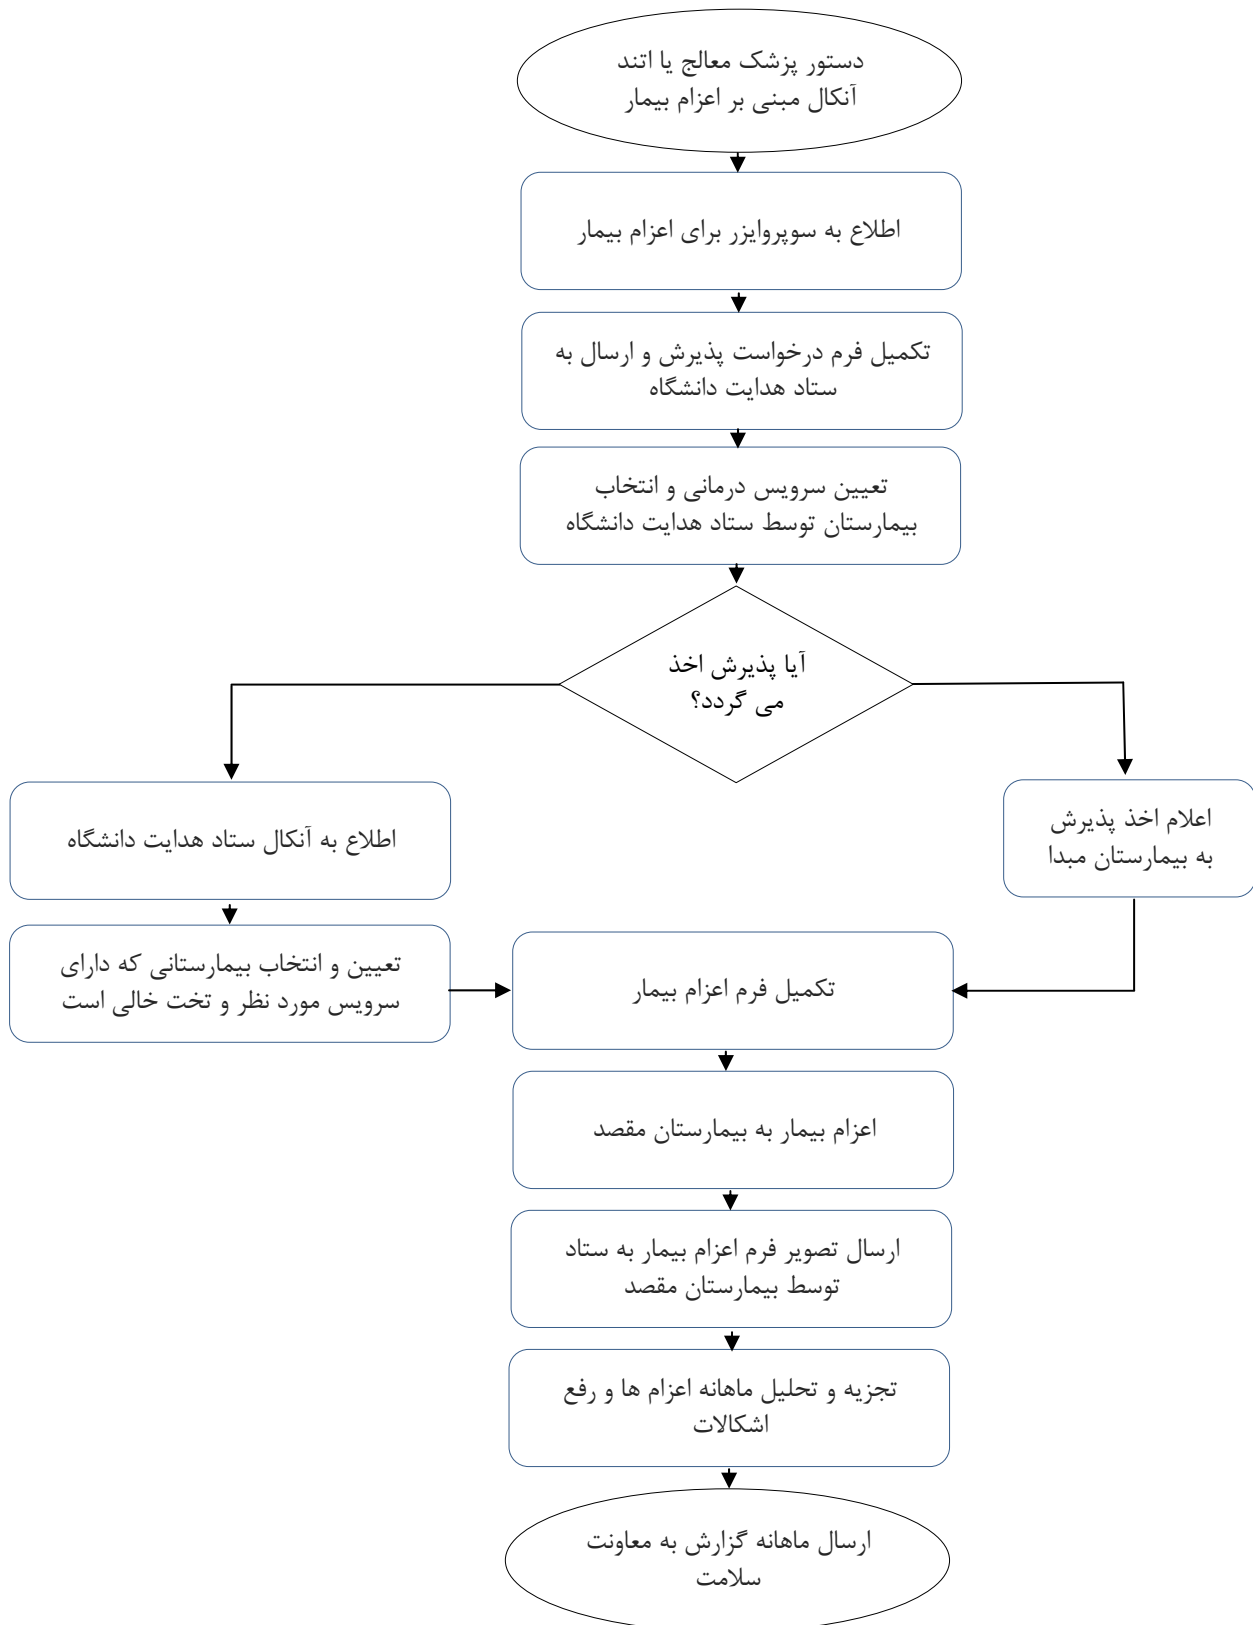 دستور پزشک معالج یا اتند
آنکال مبنی بر اعزام بیمار
اطلاع به سوپروایزر برای اعزام بیمار
تکمیل فرم درخواست پذیرش و ارسال به
ستاد هدایت دانشگاه
تعیین سرویس درمانی و انتخاب
بیمارستان توسط ستاد هدایت دانشگاه
آیا پذیرش اخذ
می گردد؟
اعلام اخذ پذیرش
به بیمارستان مبدا
اطلاع به آنکال ستاد هدایت دانشگاه
تعیین و انتخاب بیمارستانی که دارای
سرویس مورد نظر و تخت خالی است
تکمیل فرم اعزام بیمار
اعزام بیمار به بیمارستان مقصد
ارسال تصویر فرم اعزام بیمار به ستاد
توسط بیمارستان مقصد
تجزیه و تحلیل ماهانه اعزام ها و رفع
اشکالات
ارسال ماهانه گزارش به معاونت
سلامت